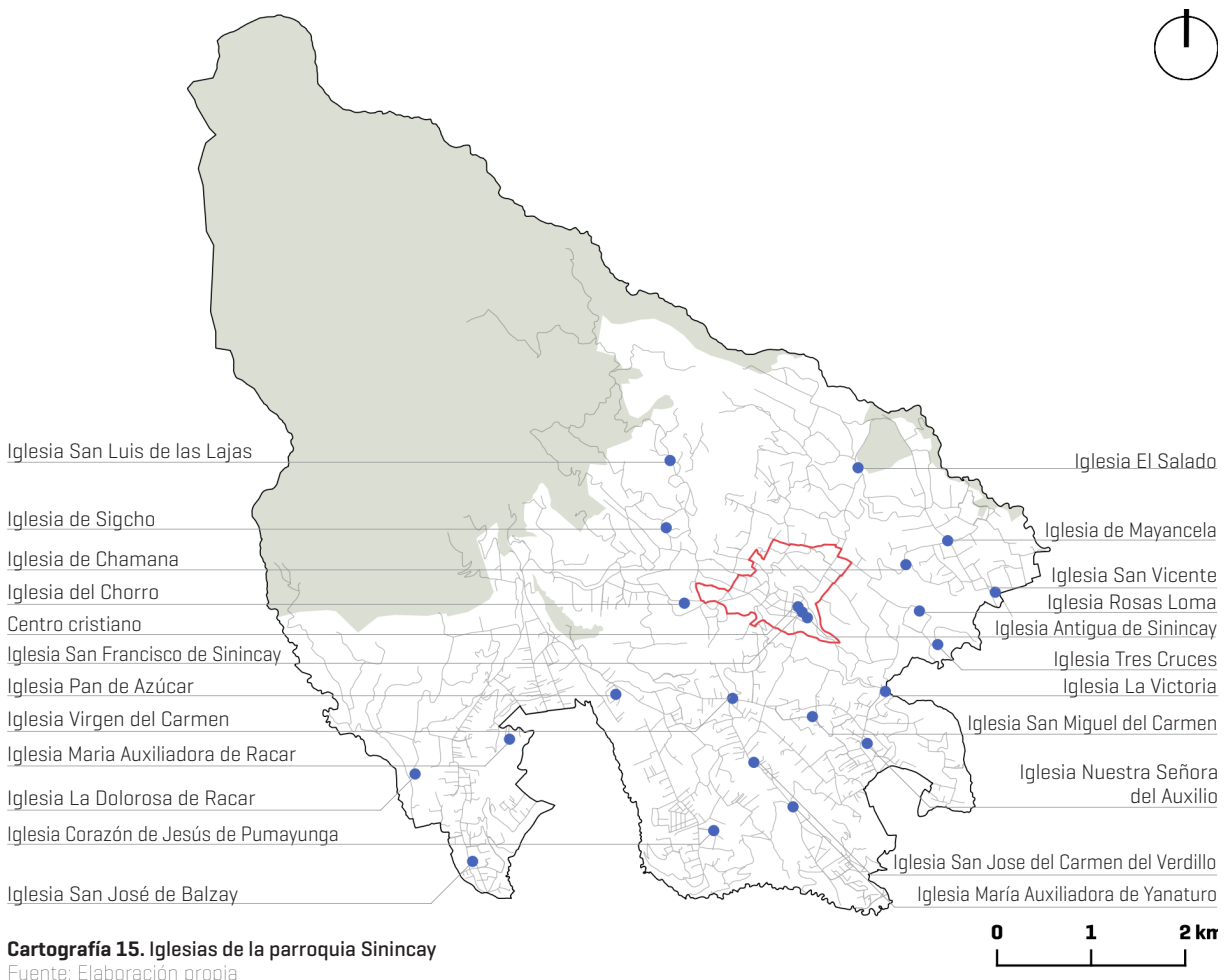 Iglesia San Luis de las Lajas
Iglesia de Sigcho
Iglesia de Chamana
Iglesia del Chorro
Centro cristiano
Iglesia San Francisco de Sinincay
Iglesia Pan de Azúcar
Iglesia Virgen del Carmen
Iglesia Maria Auxiliadora de Racar
Iglesia La Dolorosa de Racar
Iglesia Corazón de Jesús de Pumayunga
Iglesia San José de Balzay
Iglesia El Salado
Iglesia de Mayancela
Iglesia San Vicente
Iglesia Rosas Loma
Iglesia Antigua de Sinincay
Iglesia Tres Cruces
Iglesia La Victoria
Iglesia San Miguel del Carmen
Iglesia Nuestra Señora
del Auxilio
Iglesia San Jose del Carmen del Verdillo
Iglesia María Auxiliadora de Yanaturo
0 1 2 km
Cartografía 15. Iglesias de la parroquia Sinincay
Fuente: Elaboración propia